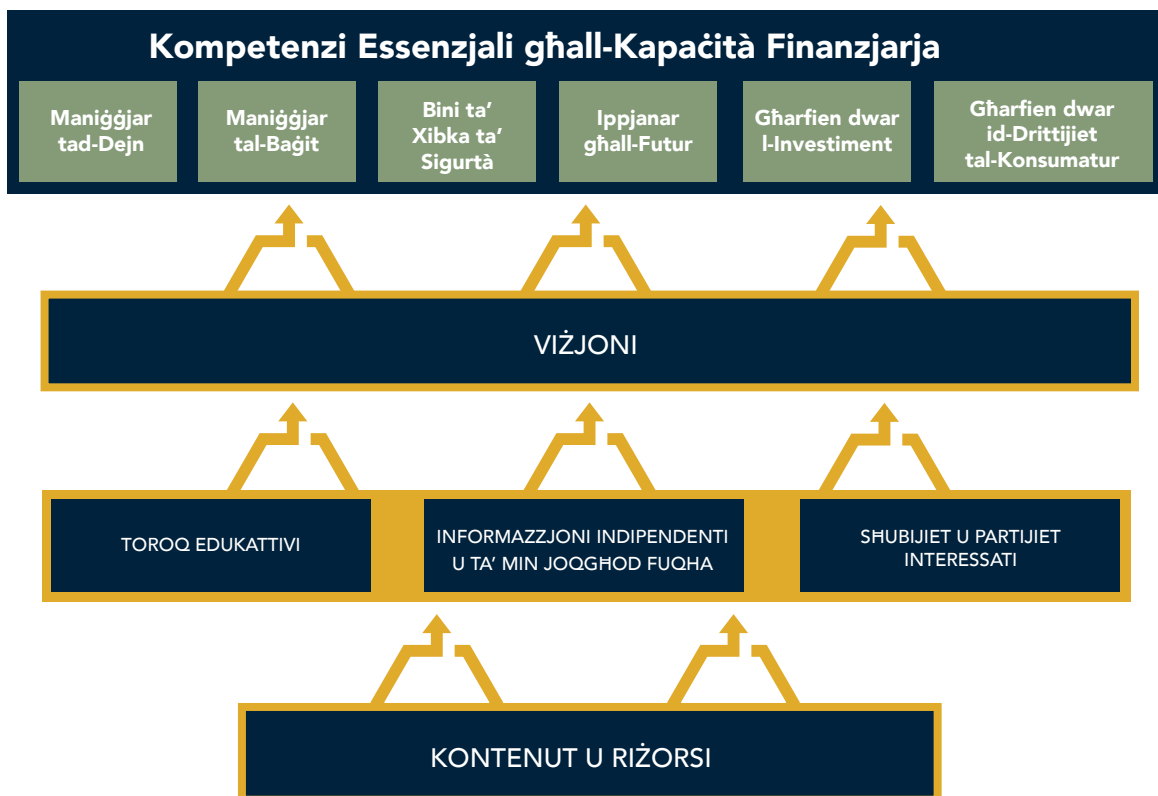 Kompetenzi Essenzjali għall-Kapaċità Finanzjarja
Maniġġjar
tad-Dejn
Maniġġjar
tal-Baġit
Bini ta'
Xibka ta'
Sigurtà
Ippjanar
għall-Futur
Għarfien dwar
l-Investiment
Għarfien dwar
id-Drittijiet
tal-Konsumatur
VIŻJONI
TOROQ EDUKATTIVI
INFORMAZZJONI INDIPENDENTI
U TA' MIN JOQGĦOD FUQHA
SĦUBIJIET U PARTIJIET
INTERESSATI
KONTENUT U RIŻORSI